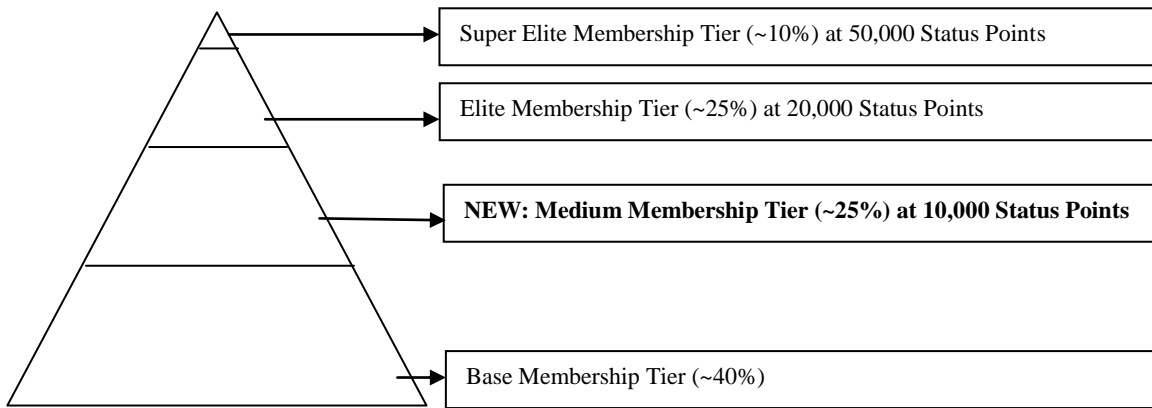 Super Elite Membership Tier (~10%) at 50,000 Status Points
Elite Membership Tier (~25%) at 20,000 Status Points
NEW: Medium Membership Tier (~25%) at 10,000 Status Points
Base Membership Tier (~40%)